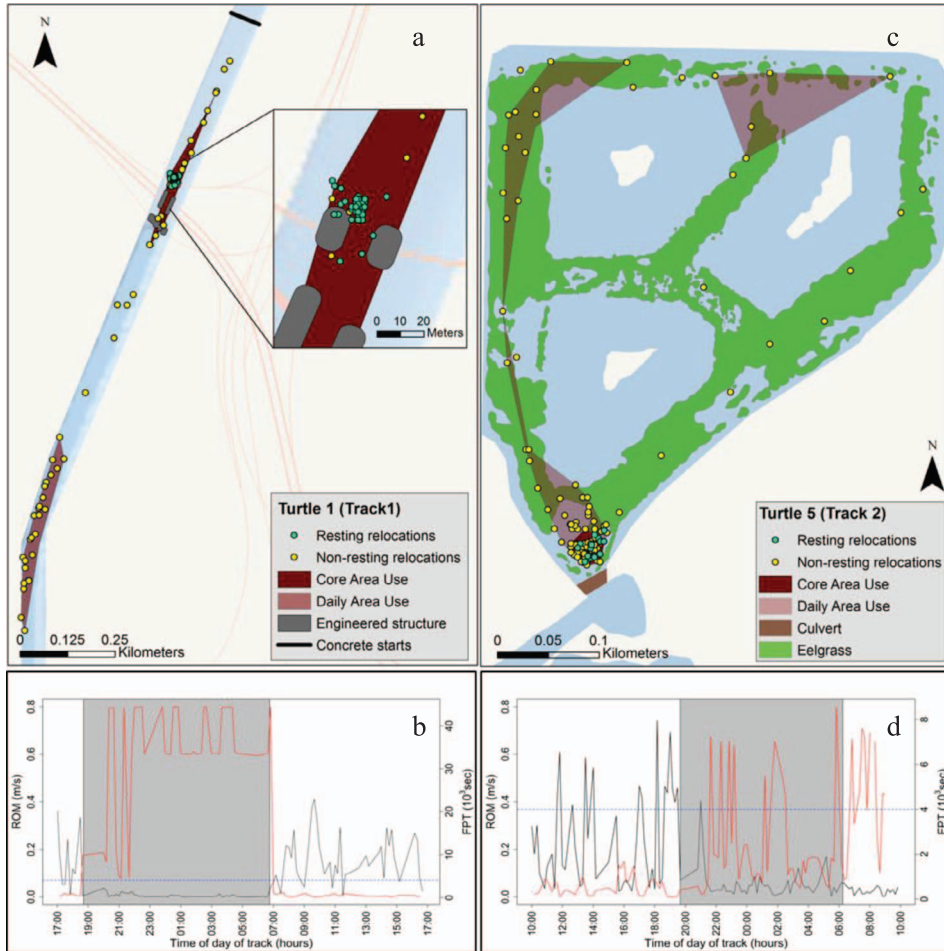 N
a
0 10 20
Meters
Turtle 1 (Track1)
Resting relocations
Non-resting relocations
Core Area Use
Daily Area Use
Engineered structure
Concrete starts
0 0.125 0.25
Kilometers
c
N
Turtle 5 (Track 2)
Resting relocations
Non-resting relocations
Core Area Use
Daily Area Use
Culvert
Eelgrass
0 0.05 0.1
Kilometers
b
ROM (m/s)
0.8
0.6
0.4
0.2
0.0
40
30
20
10
0
FPT (10³sec)
17:00 19:00 21:00 23:00 01:00 03:00 05:00 07:00 09:00 11:00 13:00 15:00 17:00
Time of day of track (hours)
d
ROM (m/s)
0.8
0.6
0.4
0.2
0.0
8
6
4
2
0
FPT (10³sec)
10:00 12:00 14:00 16:00 18:00 20:00 22:00 00:00 02:00 04:00 06:00 08:00 10:00
Time of day of track (hours)